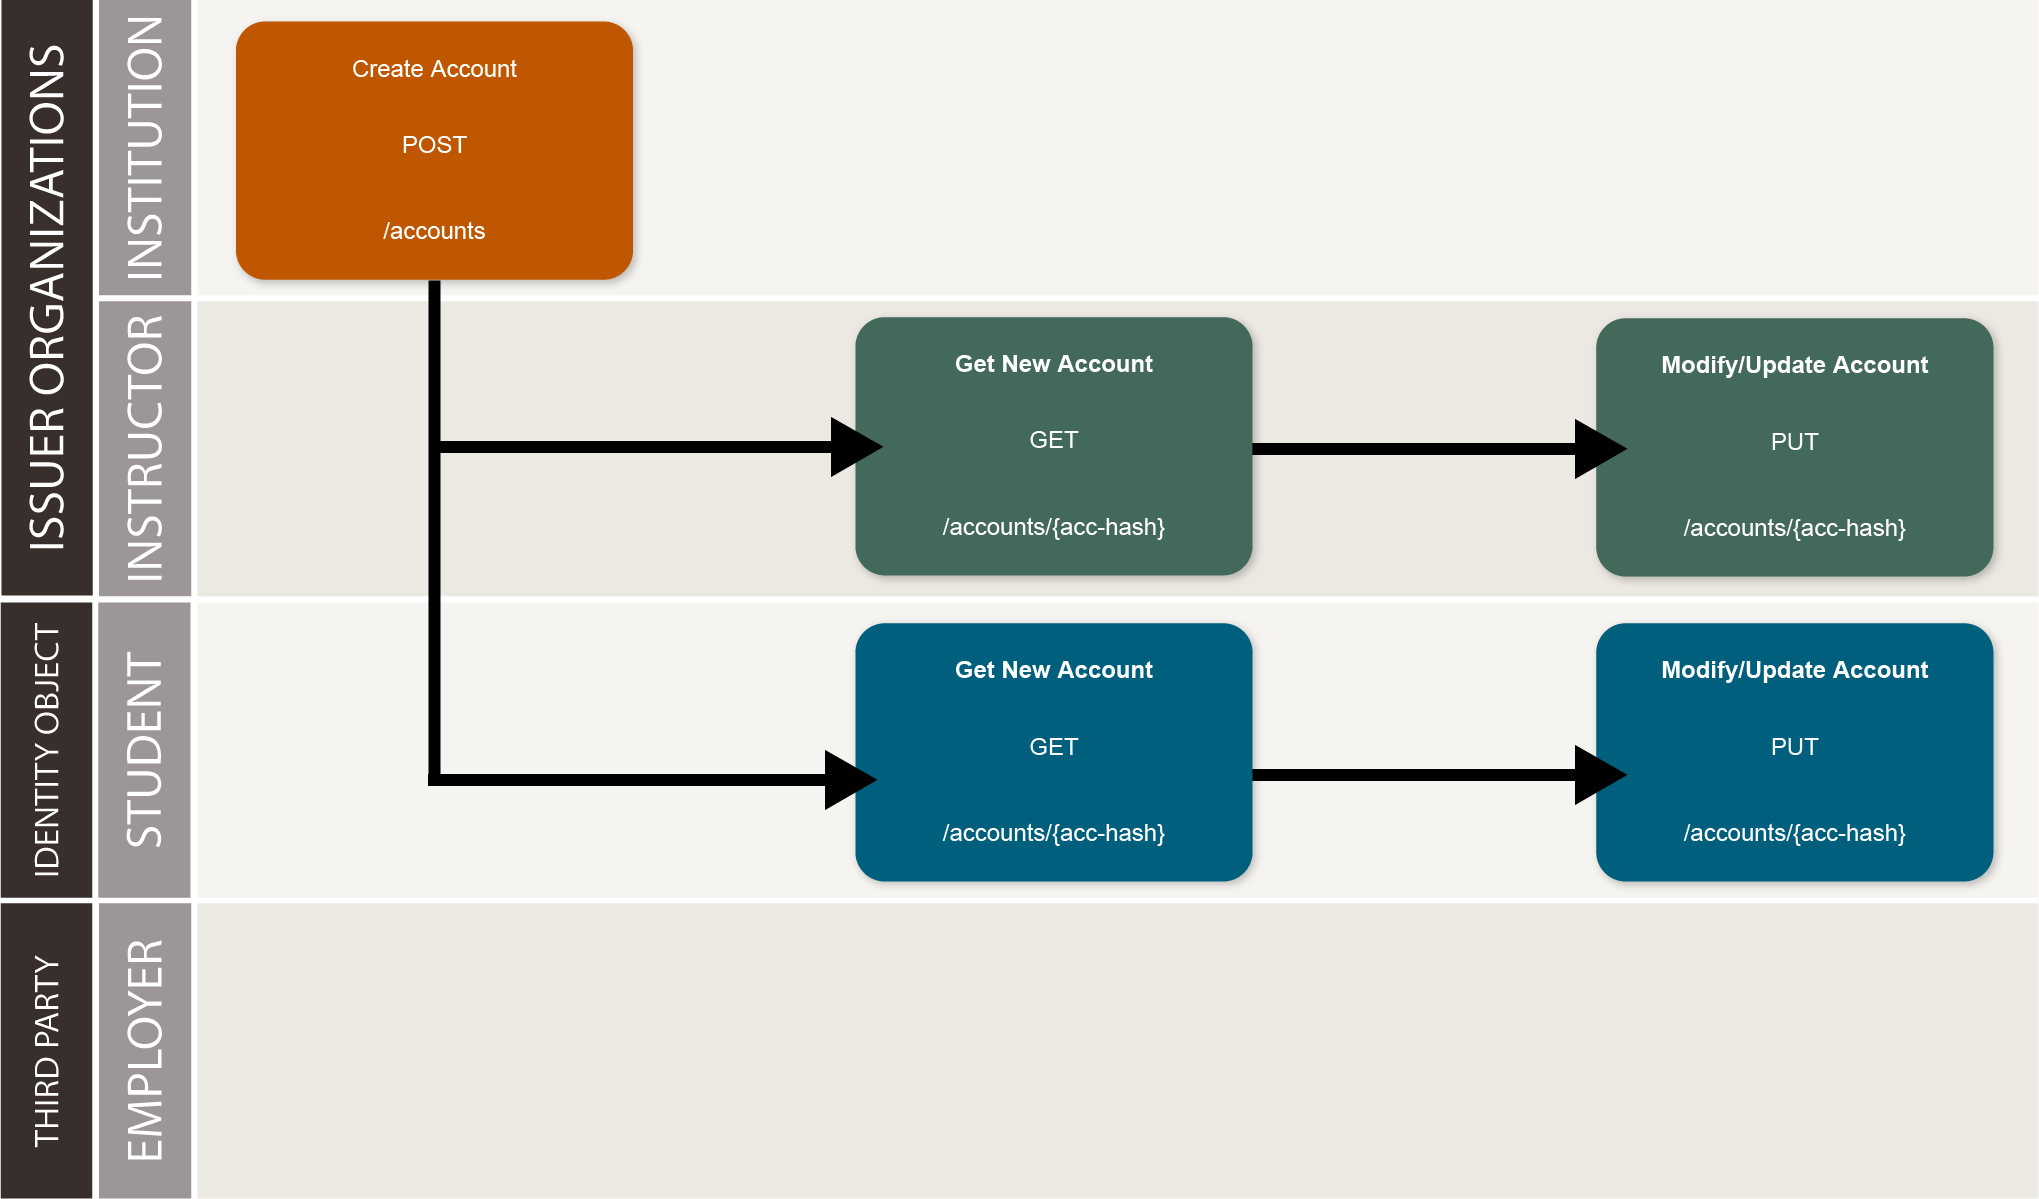 ISSUER ORGANIZATIONS
INSTITUTION
Create Account
POST
/accounts
INSTRUCTOR
Get New Account
GET
/accounts/{acc-hash}
Modify/Update Account
PUT
/accounts/{acc-hash}
IDENTITY OBJECT
STUDENT
Get New Account
GET
/accounts/{acc-hash}
Modify/Update Account
PUT
/accounts/{acc-hash}
THIRD PARTY
EMPLOYER